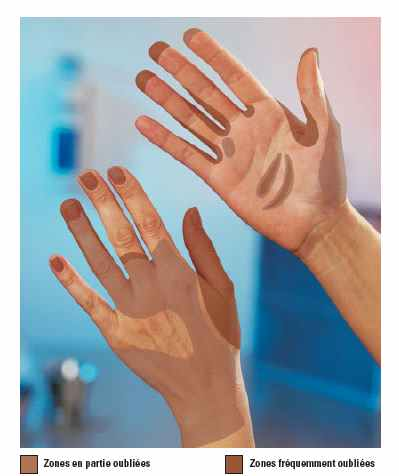 Zones en partie oubliées
Zones fréquemment oubliées